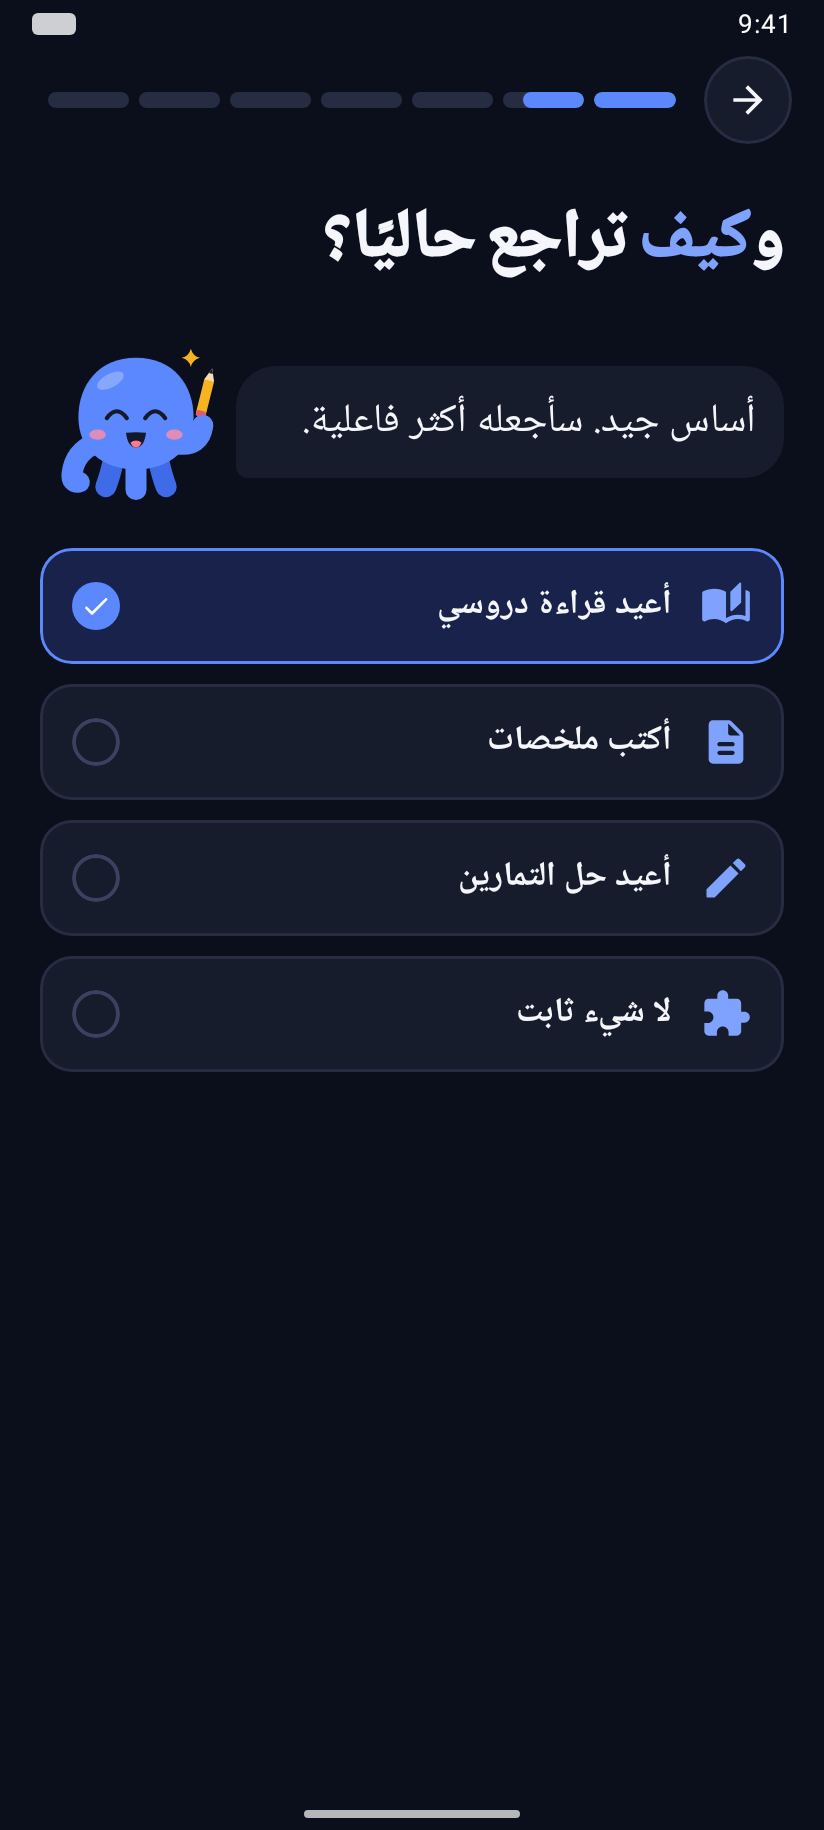 9:41
وكيف تراجع حاليًا؟
أساس جيد. سأجعله أكثر فاعلية.
أعيد قراءة دروسي
أكتب ملخصات
أعيد حل التمارين
لا شيء ثابت